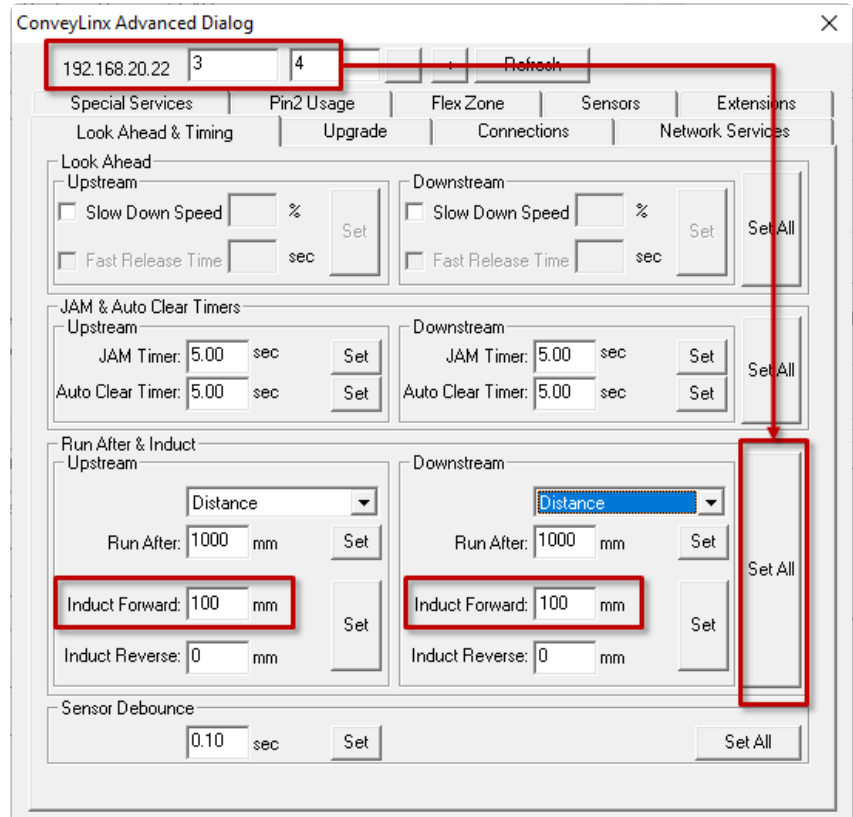 ConveyLinx Advanced Dialog
192.168.20.22 3 4 - + Refresh
Special Services Pin2 Usage Flex Zone Sensors Extensions
Look Ahead & Timing Upgrade Connections Network Services
Look Ahead
Upstream Downstream
Slow Down Speed % Set Slow Down Speed % Set Set All
Fast Release Time sec Fast Release Time sec
JAM & Auto Clear Timers
Upstream Downstream
JAM Timer: 5.00 sec Set JAM Timer: 5.00 sec Set Set All
Auto Clear Timer: 5.00 sec Set Auto Clear Timer: 5.00 sec Set
Run After & Induct
Upstream Downstream
Distance Distance
Run After: 1000 mm Set Run After: 1000 mm Set Set All
Induct Forward: 100 mm Set Induct Forward: 100 mm Set
Induct Reverse: 0 mm Induct Reverse: 0 mm
Sensor Debounce
0.10 sec Set Set All